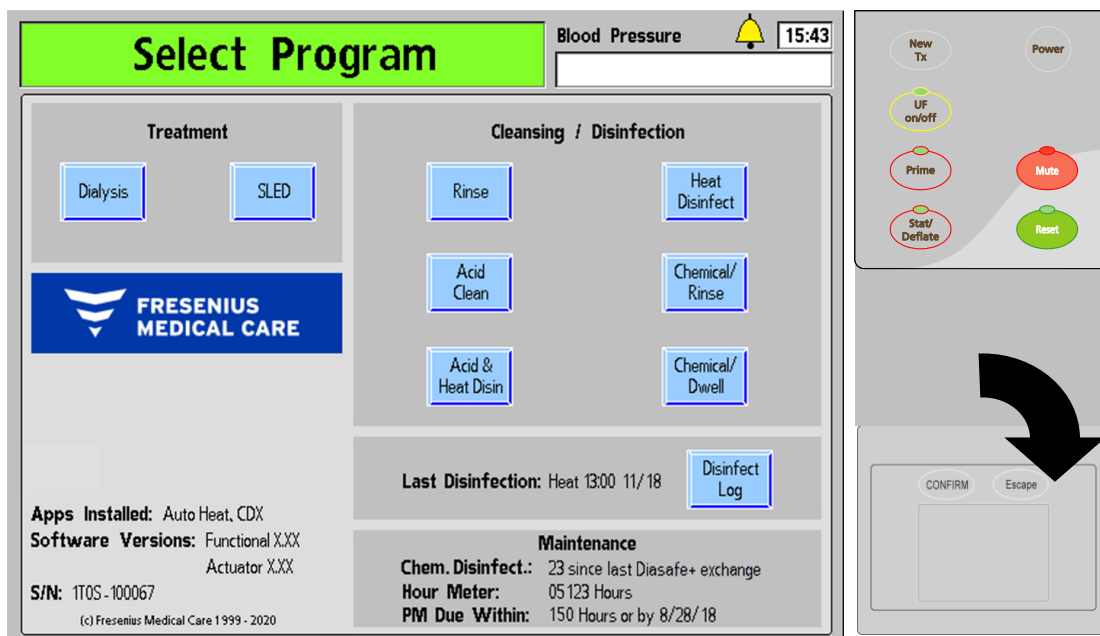 Select Program
Blood Pressure
15:43
Treatment
Dialysis
SLED
FRESENIUS
MEDICAL CARE
Apps Installed: Auto Heat, CDX
Software Versions: Functional X.XX
Actuator X.XX
S/N: 1T0S-100067
(c) Fresenius Medical Care 1999 - 2020
Cleansing / Disinfection
Rinse
Heat
Disinfect
Acid
Clean
Chemical/
Rinse
Acid &
Heat Disin
Chemical/
Dwell
Last Disinfection: Heat 13:00 11/18
Disinfect
Log
Maintenance
Chem. Disinfect.: 23 since last Diasafe+ exchange
Hour Meter: 05123 Hours
PM Due Within: 150 Hours or by 8/28/18
New
Tx
Power
UF
on/off
Prime
Mute
Stat/
Deflate
Reset
CONFIRM
Escape